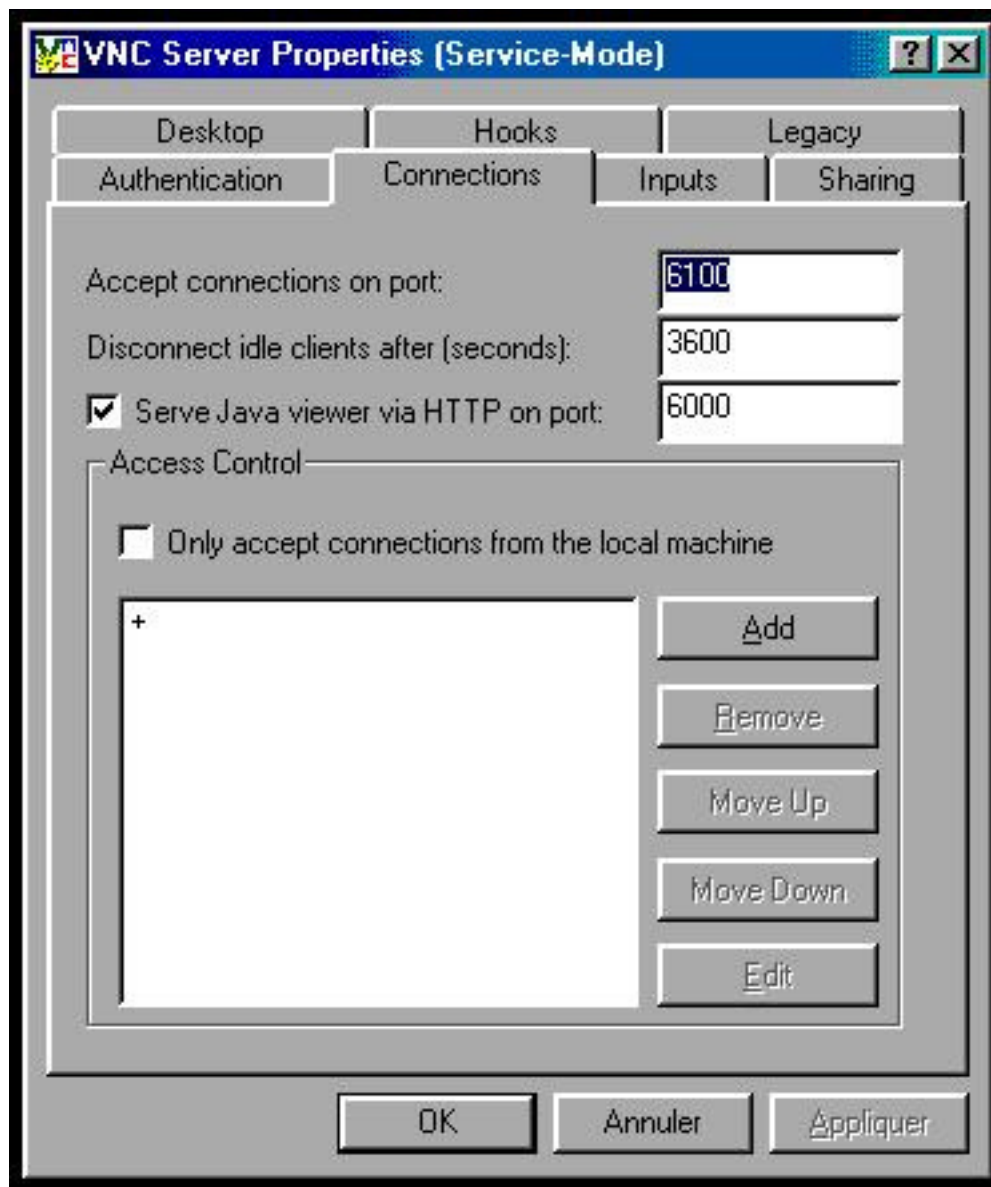 VNC Server Properties (Service-Mode)
Desktop Hooks Legacy
Authentication Connections Inputs Sharing
Accept connections on port: 6100
Disconnect idle clients after (seconds): 3600
Serve Java viewer via HTTP on port: 6000
Access Control
Only accept connections from the local machine
+
Add
Remove
Move Up
Move Down
Edit
OK Annuler Appliquer